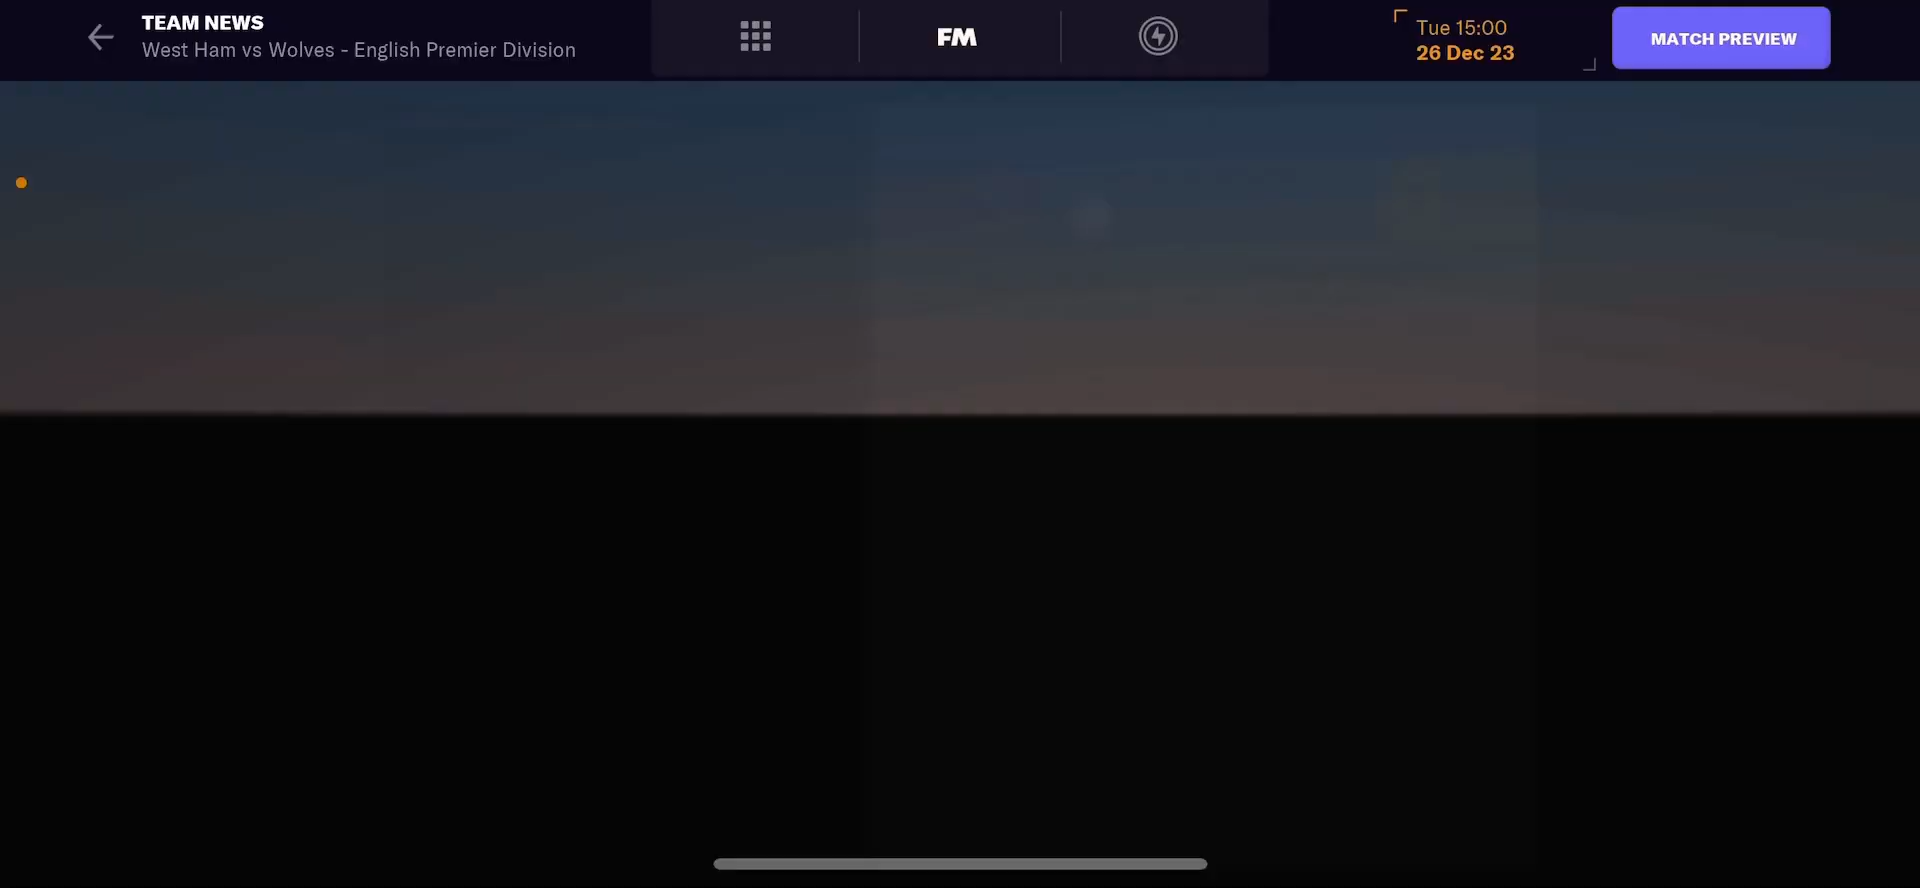 TEAM NEWS
West Ham vs Wolves - English Premier Division
FM
Tue 15:00
26 Dec 23
MATCH PREVIEW